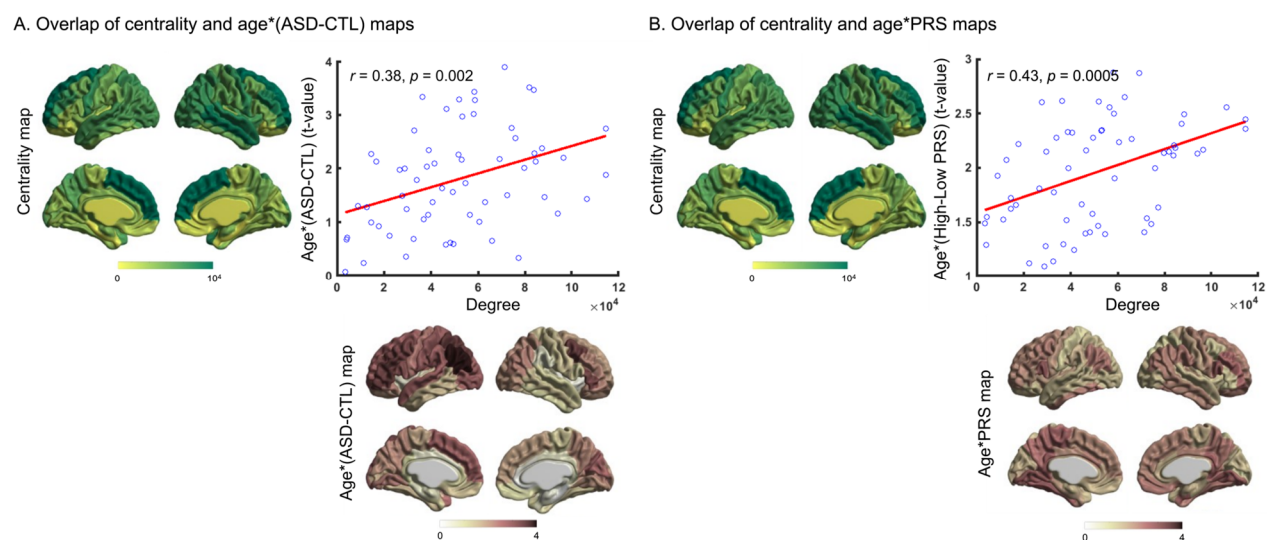 A. Overlap of centrality and age*(ASD-CTL) maps
Centrality map
0
10⁴
Age*(ASD-CTL) (t-value)
r = 0.38, p = 0.002
4
3
2
1
0
0 2 4 6 8 10 12
×10⁴
Degree
Age*(ASD-CTL) map
0
4
B. Overlap of centrality and age*PRS maps
Centrality map
0
10⁴
Age*(High-Low PRS) (t-value)
r = 0.43, p = 0.0005
3
2.5
2
1.5
1
0 2 4 6 8 10 12
×10⁴
Degree
Age*PRS map
0
4